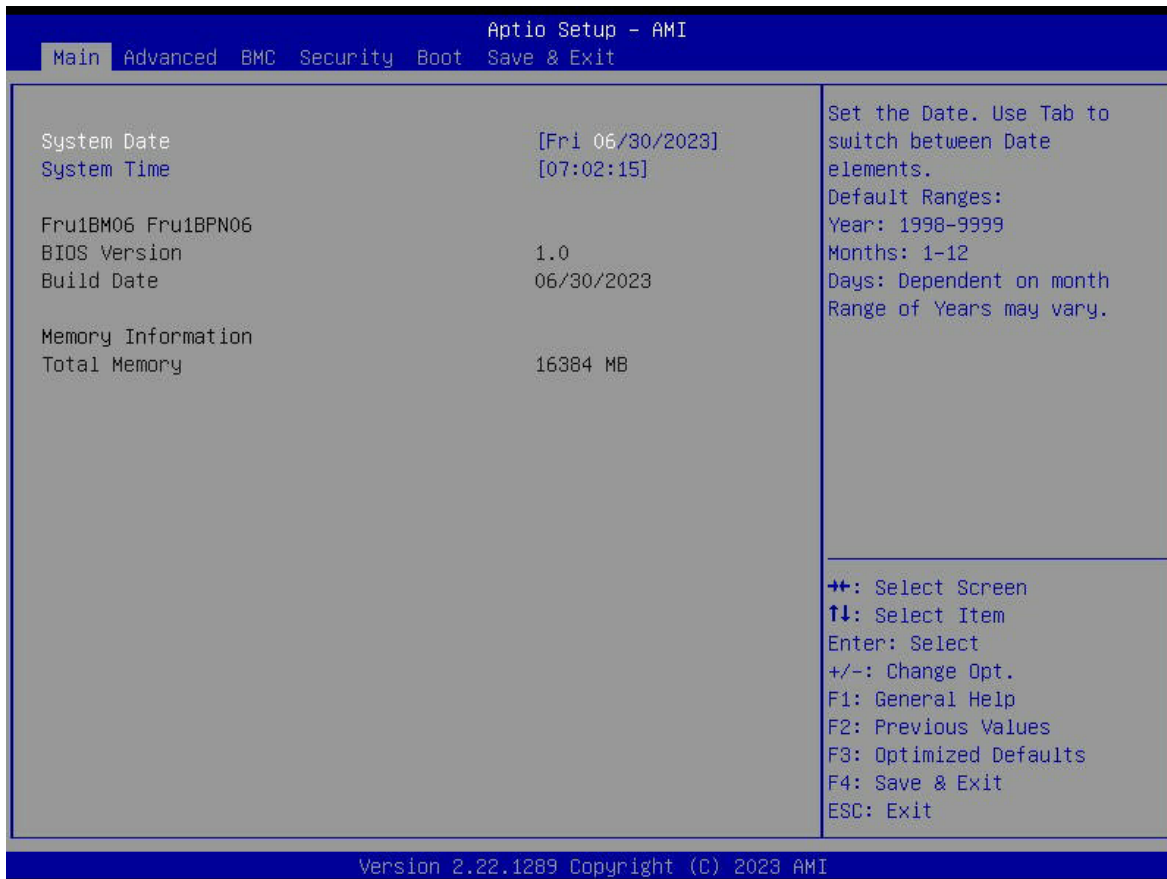 Aptio Setup - AMI
Main Advanced BMC Security Boot Save & Exit
System Date [Fri 06/30/2023]
System Time [07:02:15]
Fru1BM06 Fru1BPN06
BIOS Version 1.0
Build Date 06/30/2023
Memory Information
Total Memory 16384 MB
Set the Date. Use Tab to
switch between Date
elements.
Default Ranges:
Year: 1998-9999
Months: 1-12
Days: Dependent on month
Range of Years may vary.
→←: Select Screen
↑↓: Select Item
Enter: Select
+/-: Change Opt.
F1: General Help
F2: Previous Values
F3: Optimized Defaults
F4: Save & Exit
ESC: Exit
Version 2.22.1289 Copyright (C) 2023 AMI